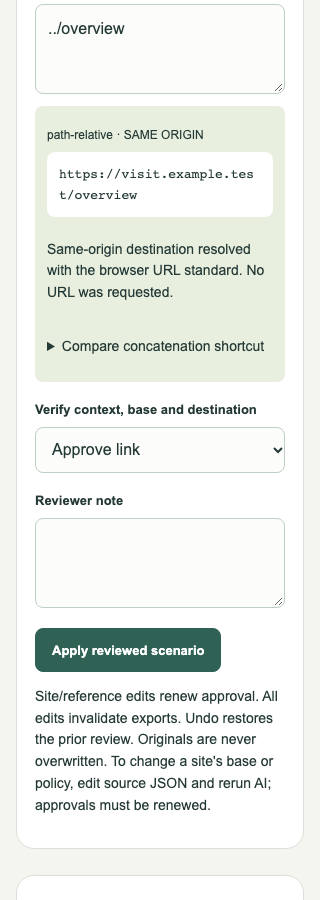 ../overview
path-relative · SAME ORIGIN
https://visit.example.tes
t/overview
Same-origin destination resolved
with the browser URL standard. No
URL was requested.
Compare concatenation shortcut
Verify context, base and destination
Approve link
Reviewer note
Apply reviewed scenario
Site/reference edits renew approval. All
edits invalidate exports. Undo restores
the prior review. Originals are never
overwritten. To change a site's base or
policy, edit source JSON and rerun AI;
approvals must be renewed.